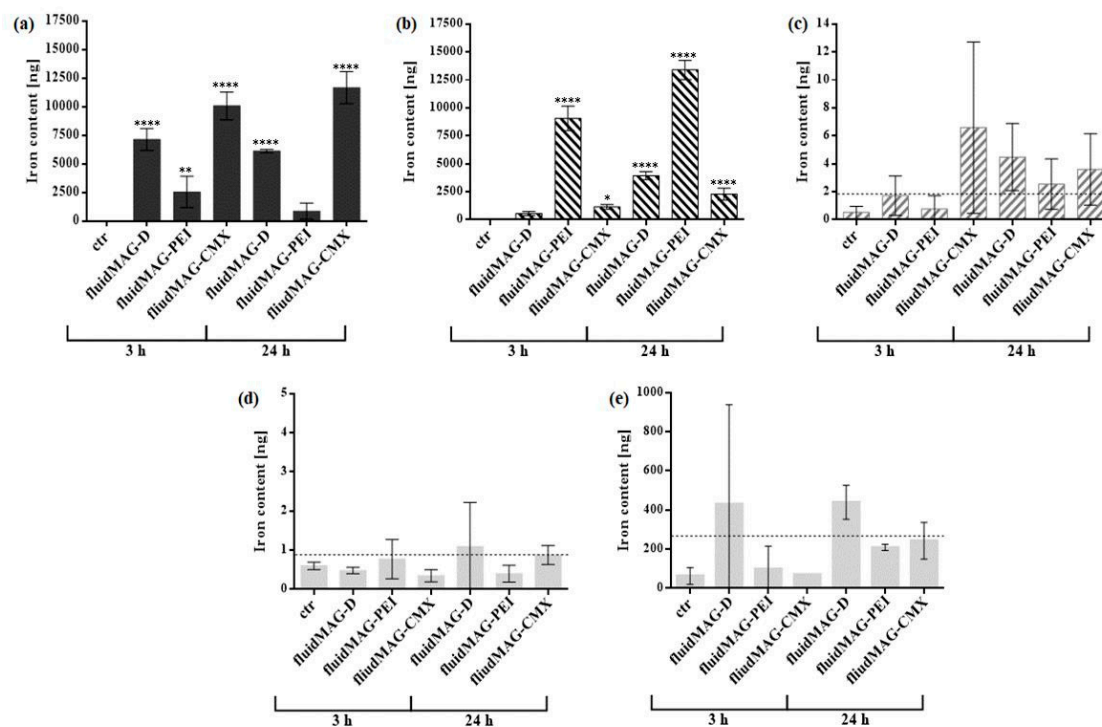 (a)
Iron content [ng]
17500
15000
12500
10000
7500
5000
2500
0
****
**
****
****
****
ctr
fluidMAG-D
fluidMAG-PEI
fliudMAG-CMX
fluidMAG-D
fluidMAG-PEI
fliudMAG-CMX
3 h
24 h
(b)
Iron content [ng]
17500
15000
12500
10000
7500
5000
2500
0
****
*
****
****
****
ctr
fluidMAG-D
fluidMAG-PEI
fliudMAG-CMX
fluidMAG-D
fluidMAG-PEI
fliudMAG-CMX
3 h
24 h
(c)
Iron content [ng]
14
12
10
8
6
4
2
0
ctr
fluidMAG-D
fluidMAG-PEI
fliudMAG-CMX
fluidMAG-D
fluidMAG-PEI
fliudMAG-CMX
3 h
24 h
(d)
Iron content [ng]
5
4
3
2
1
0
ctr
fluidMAG-D
fluidMAG-PEI
fliudMAG-CMX
fluidMAG-D
fluidMAG-PEI
fliudMAG-CMX
3 h
24 h
(e)
Iron content [ng]
1000
800
600
400
200
0
ctr
fluidMAG-D
fluidMAG-PEI
fliudMAG-CMX
fluidMAG-D
fluidMAG-PEI
fliudMAG-CMX
3 h
24 h